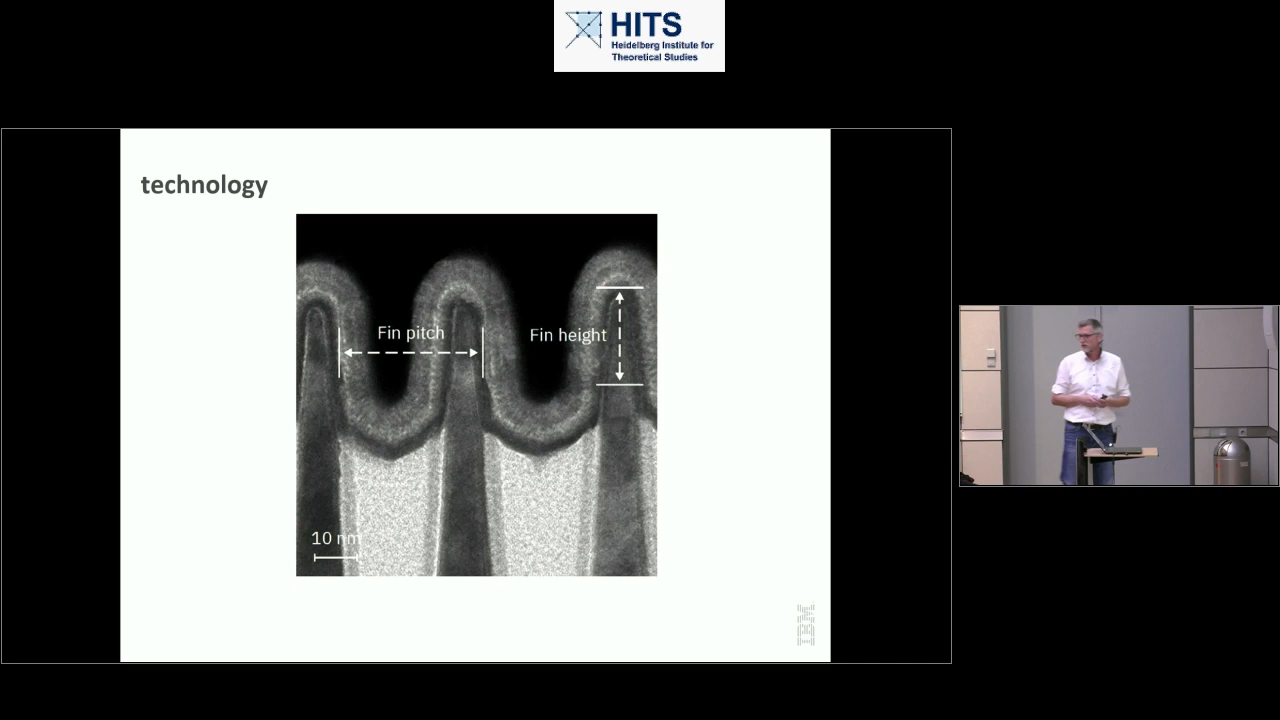 HITS
Heidelberg Institute for
Theoretical Studies
technology
Fin pitch
Fin height
10 nm
IBM